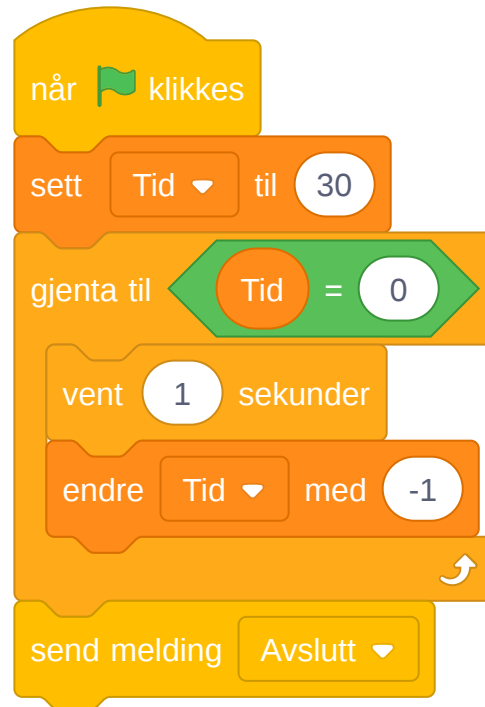 når klikkes
sett Tid til 30
gjenta til Tid = 0
vent 1 sekunder
endre Tid med -1
send melding Avslutt